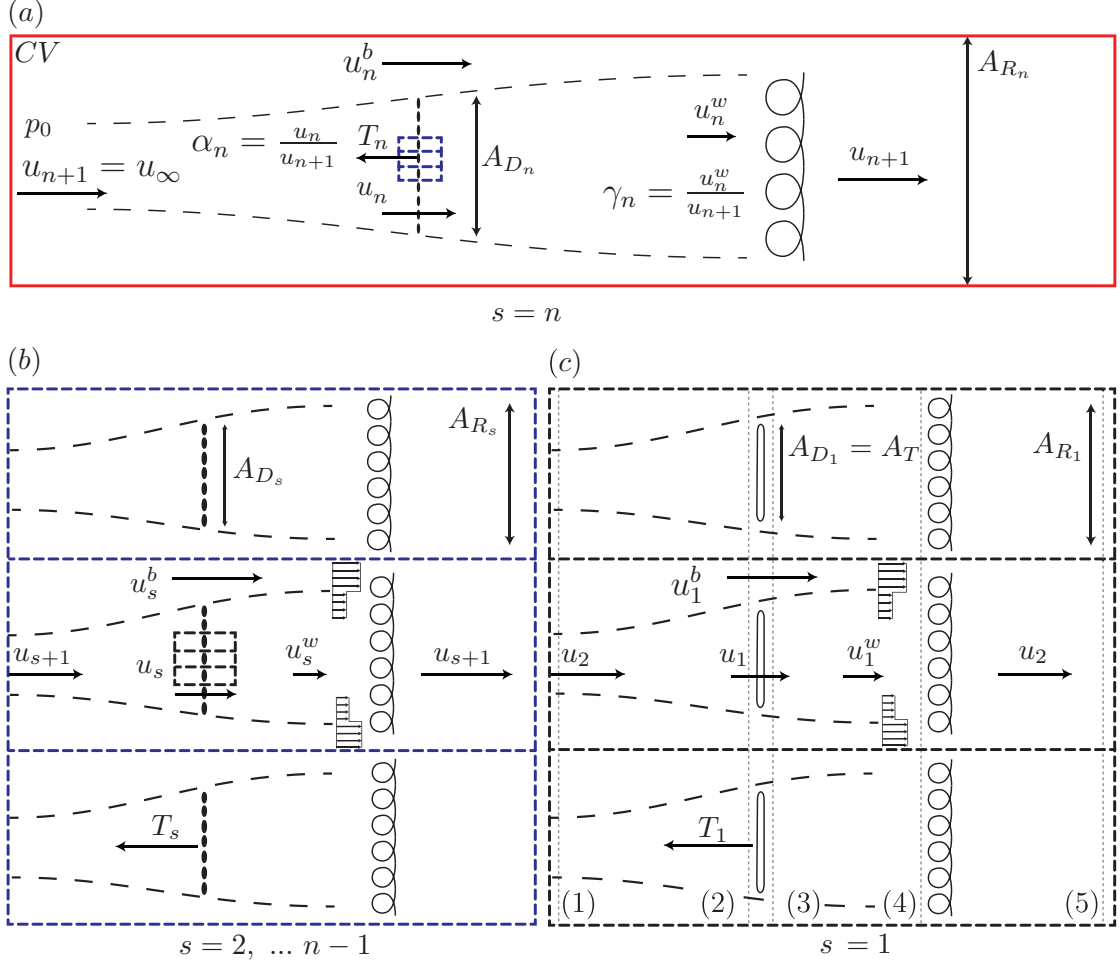 (a)
CV
u_n^b
A_{R_n}
p_0
α_n = u_n/u_{n+1}
T_n
A_{D_n}
u_n^w
u_{n+1} = u_∞
u_n
γ_n = u_n^w/u_{n+1}
u_{n+1}
s = n
(b)
A_{R_s}
A_{D_s}
u_s^b
u_{s+1}
u_s
u_s^w
u_{s+1}
T_s
s = 2, ... n − 1
(c)
A_{D_1} = A_T
A_{R_1}
u_1^b
u_2
u_1
u_1^w
u_2
T_1
(1)
(2)
(3)
(4)
(5)
s = 1